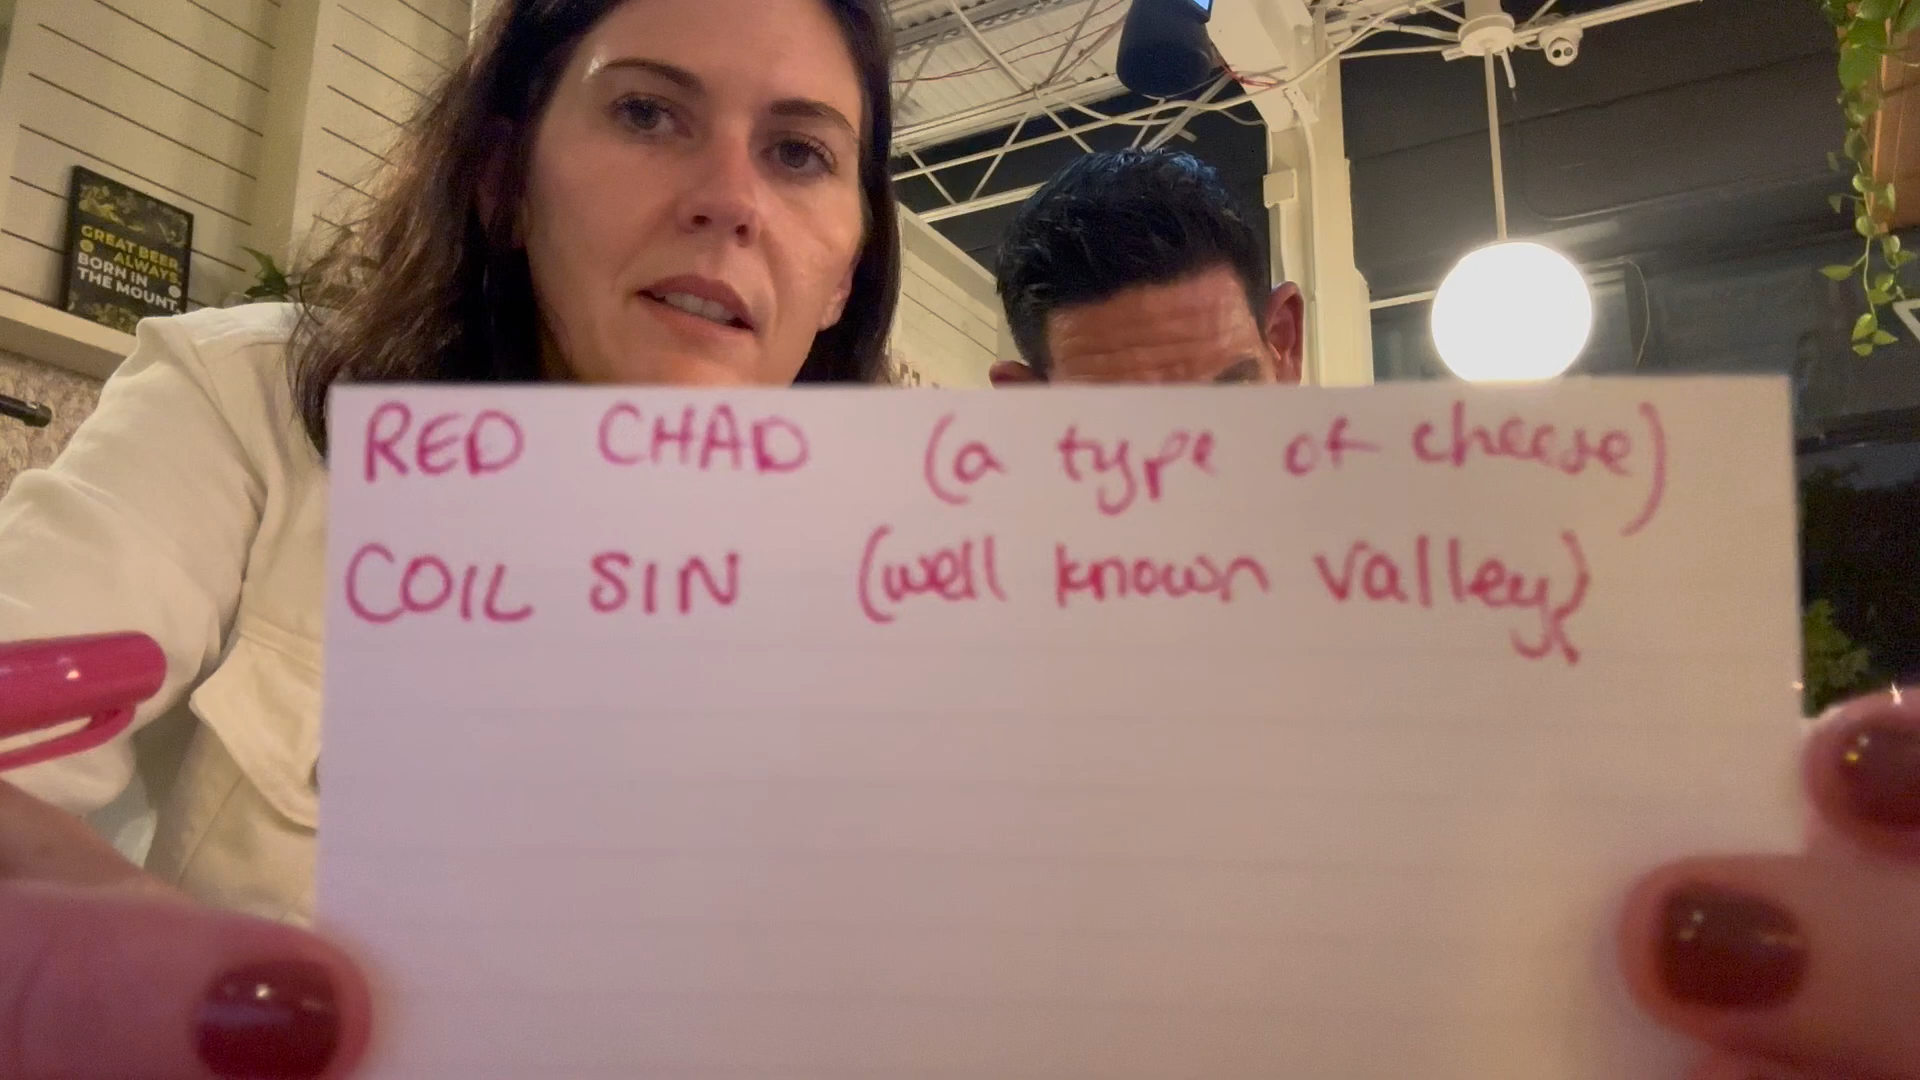 GREAT BEER
ALWAYS
BORN IN
THE MOUNT.
RED CHAD (a type of cheese)
COIL SIN (well known valley)